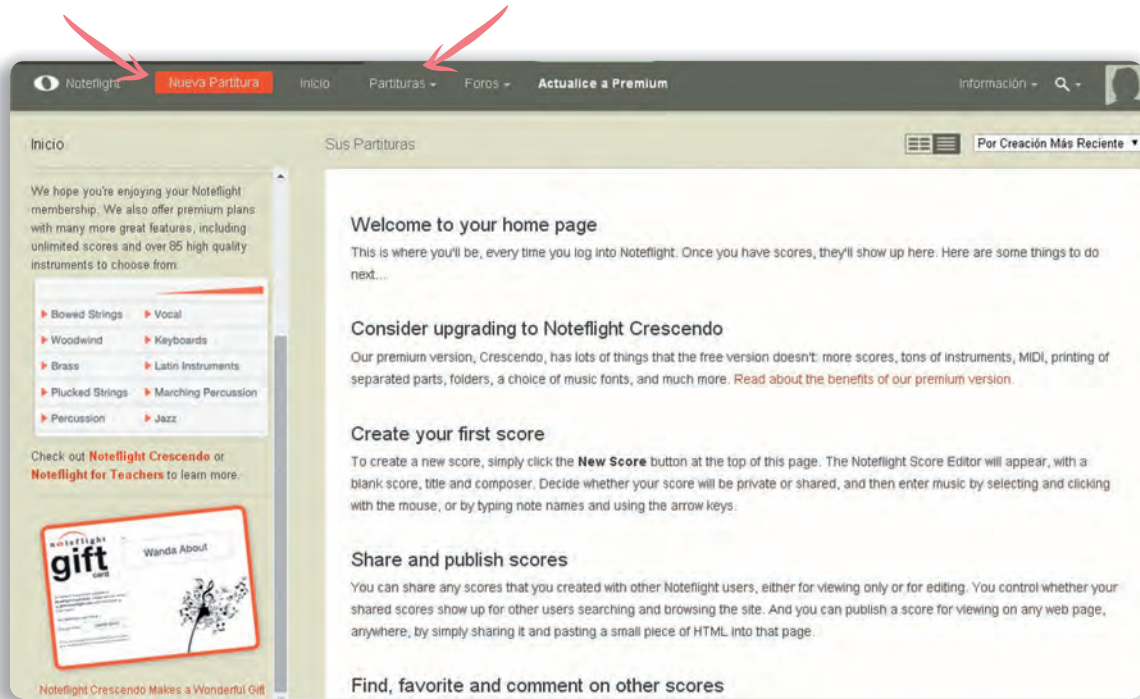 Noteflight
Nueva Partitura
Inicio
Partituras
Foros
Actualice a Premium
Información
Inicio
Sus Partituras
Por Creación Más Reciente
We hope you're enjoying your Noteflight
membership. We also offer premium plans
with many more great features, including
unlimited scores and over 85 high quality
instruments to choose from:
Bowed Strings
Vocal
Woodwind
Keyboards
Brass
Latin Instruments
Plucked Strings
Marching Percussion
Percussion
Jazz
Check out Noteflight Crescendo or
Noteflight for Teachers to learn more.
noteflight
gift
card
Wanda About
Noteflight Crescendo Makes a Wonderful Gift
Welcome to your home page
This is where you'll be, every time you log into Noteflight. Once you have scores, they'll show up here. Here are some things to do
next...
Consider upgrading to Noteflight Crescendo
Our premium version, Crescendo, has lots of things that the free version doesn't: more scores, tons of instruments, MIDI, printing of
separated parts, folders, a choice of music fonts, and much more. Read about the benefits of our premium version.
Create your first score
To create a new score, simply click the New Score button at the top of this page. The Noteflight Score Editor will appear, with a
blank score, title and composer. Decide whether your score will be private or shared, and then enter music by selecting and clicking
with the mouse, or by typing note names and using the arrow keys.
Share and publish scores
You can share any scores that you created with other Noteflight users, either for viewing only or for editing. You control whether your
shared scores show up for other users searching and browsing the site. And you can publish a score for viewing on any web page,
anywhere, by simply sharing it and pasting a small piece of HTML into that page.
Find, favorite and comment on other scores